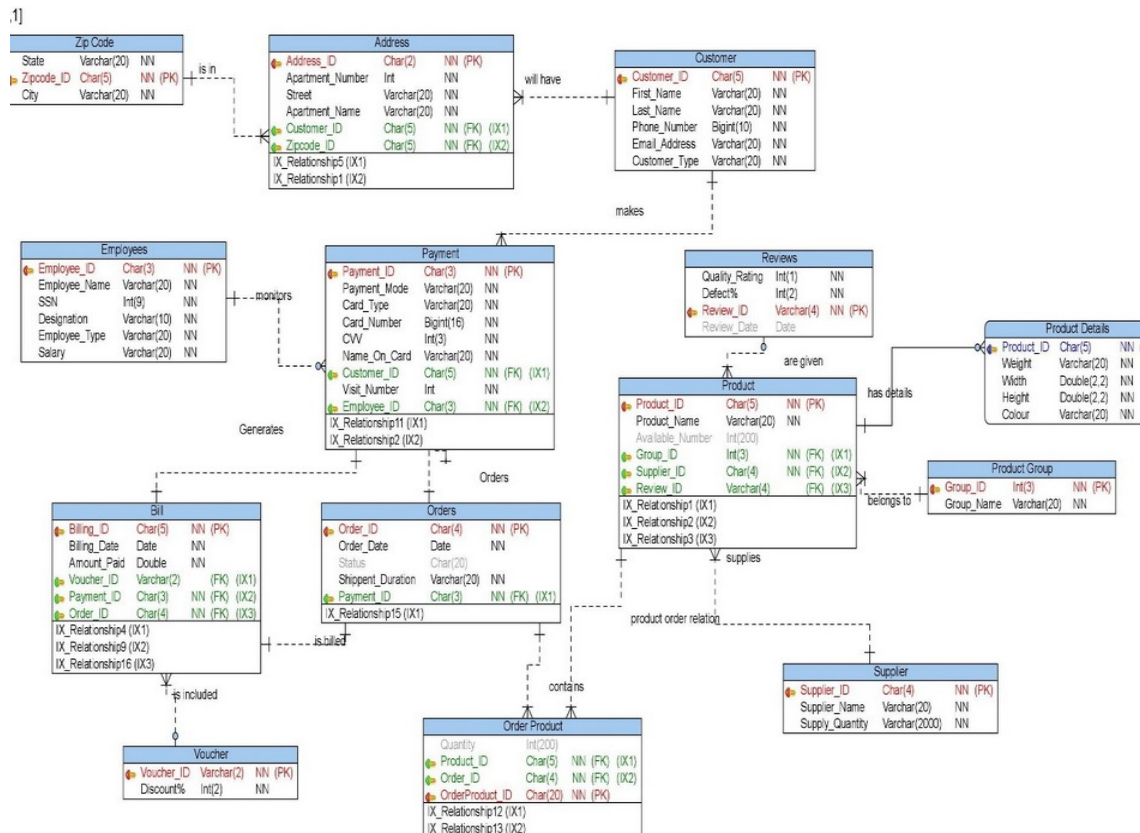 ,1]
Zip Code
State Varchar(20) NN
Zipcode_ID Char(5) NN (PK)
City Varchar(20) NN
is in
Address
Address_ID Char(2) NN (PK)
Apartment_Number Int NN
Street Varchar(20) NN
Apartment_Name Varchar(20) NN
Customer_ID Char(5) NN (FK) (IX1)
Zipcode_ID Char(5) NN (FK) (IX2)
IX_Relationship5 (IX1)
IX_Relationship1 (IX2)
will have
Customer
Customer_ID Char(5) NN (PK)
First_Name Varchar(20) NN
Last_Name Varchar(20) NN
Phone_Number Bigint(10) NN
Email_Address Varchar(20) NN
Customer_Type Varchar(20) NN
makes
Employees
Employee_ID Char(3) NN (PK)
Employee_Name Varchar(20) NN
SSN Int(9) NN
Designation Varchar(10) NN
Employee_Type Varchar(20) NN
Salary Varchar(20) NN
monitors
Payment
Payment_ID Char(3) NN (PK)
Payment_Mode Varchar(20) NN
Card_Type Varchar(20) NN
Card_Number Bigint(16) NN
CVV Int(3) NN
Name_On_Card Varchar(20) NN
Customer_ID Char(5) NN (FK) (IX1)
Visit_Number Int NN
Employee_ID Char(3) NN (FK) (IX2)
IX_Relationship11 (IX1)
IX_Relationship2 (IX2)
Reviews
Quality_Rating Int(1) NN
Defect% Int(2) NN
Review_ID Varchar(4) NN (PK)
Review_Date Date
are given
Product Details
Product_ID Char(5) NN
Weight Varchar(20) NN
Width Double(2,2) NN
Height Double(2,2) NN
Colour Varchar(20) NN
has details
Product
Product_ID Char(5) NN (PK)
Product_Name Varchar(20) NN
Available_Number Int(200)
Group_ID Int(3) NN (FK) (IX1)
Supplier_ID Char(4) NN (FK) (IX2)
Review_ID Varchar(4) (FK) (IX3)
IX_Relationship1 (IX1)
IX_Relationship2 (IX2)
IX_Relationship3 (IX3)
belongs to
Product Group
Group_ID Int(3) NN (PK)
Group_Name Varchar(20) NN
Generates
Orders
Bill
Billing_ID Char(5) NN (PK)
Billing_Date Date NN
Amount_Paid Double NN
Voucher_ID Varchar(2) (FK) (IX1)
Payment_ID Char(3) NN (FK) (IX2)
Order_ID Char(4) NN (FK) (IX3)
IX_Relationship4 (IX1)
IX_Relationship9 (IX2)
IX_Relationship16 (IX3)
is billed
Orders
Order_ID Char(4) NN (PK)
Order_Date Date NN
Status Char(20)
Shippent_Duration Varchar(20) NN
Payment_ID Char(3) NN (FK) (IX1)
IX_Relationship15 (IX1)
supplies
product order relation
contains
is included
Supplier
Supplier_ID Char(4) NN (PK)
Supplier_Name Varchar(20) NN
Supply_Quantity Varchar(2000) NN
Voucher
Voucher_ID Varchar(2) NN (PK)
Discount% Int(2) NN
Order Product
Quantity Int(200)
Product_ID Char(5) NN (FK) (IX1)
Order_ID Char(4) NN (FK) (IX2)
OrderProduct_ID Char(20) NN (PK)
IX_Relationship12 (IX1)
IX_Relationship13 (IX2)